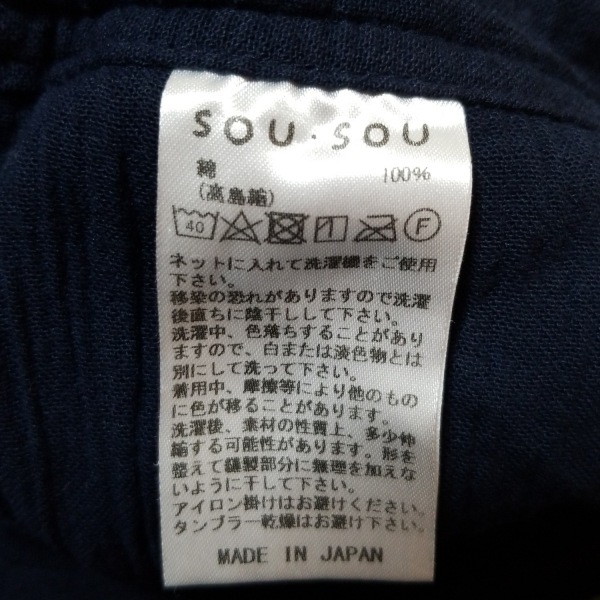 SOU・SOU
綿 100%
(高島縮)
40 F
ネットに入れて洗濯機をご使用
下さい。
移染の恐れがありますので洗濯
後直ちに陰干しして下さい。
洗濯中、色落ちすることがあり
ますので、白または淡色物とは
別にして洗って下さい。
着用中、摩擦等により他のもの
に色が移ることがあります。
洗濯後、素材の性質上、多少伸
縮する可能性があります。形を
整えて縫製部分に無理を加えな
いように干して下さい。
アイロン掛けはお避けください。
タンブラー乾燥はお避け下さい。
MADE IN JAPAN